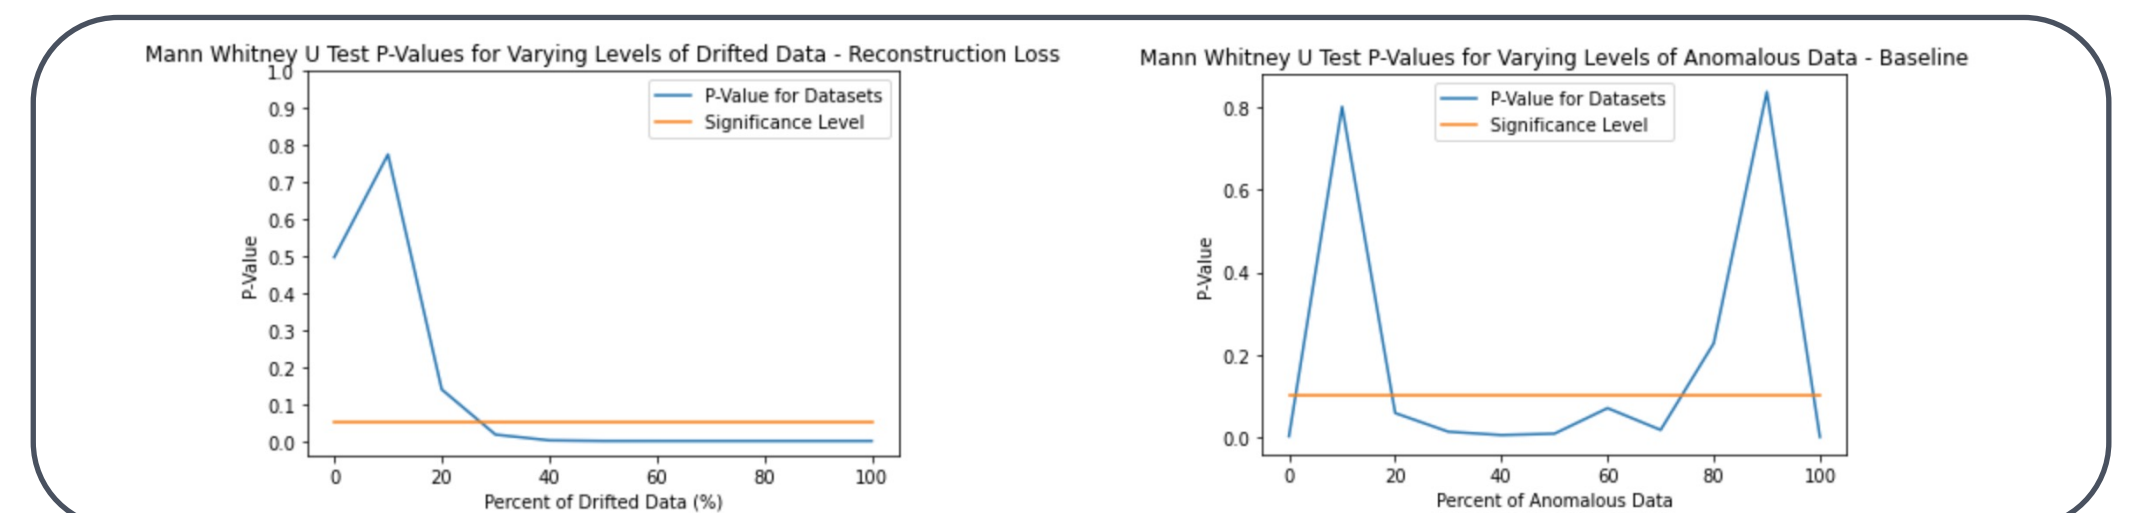 Mann Whitney U Test P-Values for Varying Levels of Drifted Data - Reconstruction Loss
1.0
0.9
0.8
0.7
0.6
0.5
0.4
0.3
0.2
0.1
0.0
P-Value
P-Value for Datasets
Significance Level
0 20 40 60 80 100
Percent of Drifted Data (%)
Mann Whitney U Test P-Values for Varying Levels of Anomalous Data - Baseline
0.8
0.6
0.4
0.2
0.0
P-Value
P-Value for Datasets
Significance Level
0 20 40 60 80 100
Percent of Anomalous Data